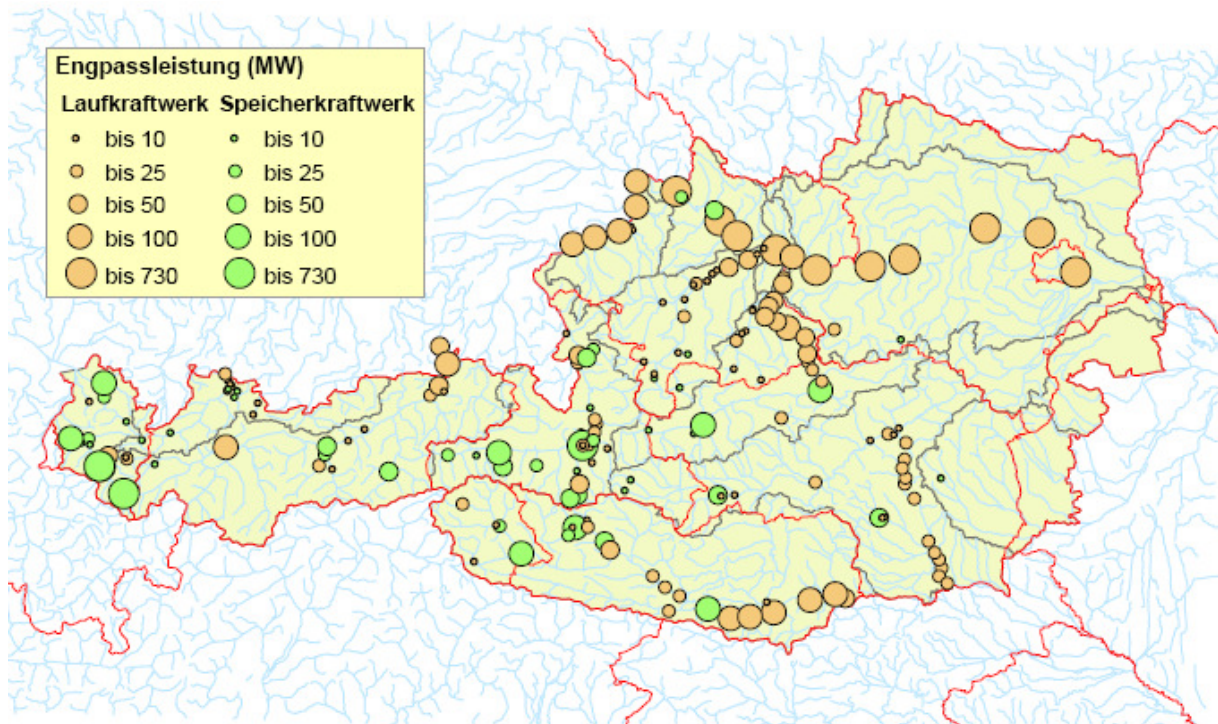 Engpassleistung (MW)
Laufkraftwerk Speicherkraftwerk
bis 10 bis 10
bis 25 bis 25
bis 50 bis 50
bis 100 bis 100
bis 730 bis 730